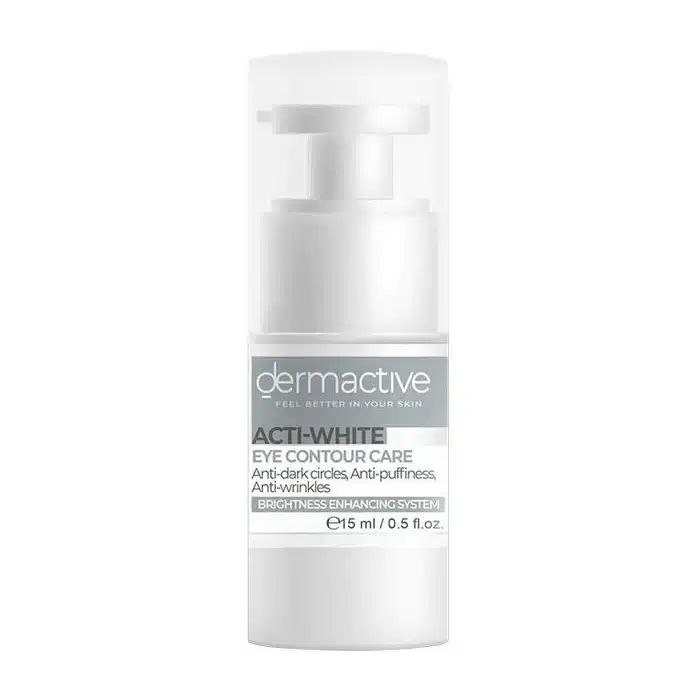 dermactive
FEEL BETTER IN YOUR SKIN
ACTI-WHITE
EYE CONTOUR CARE
Anti-dark circles, Anti-puffiness,
Anti-wrinkles
BRIGHTNESS ENHANCING SYSTEM
℮15 ml / 0.5 fl.oz.